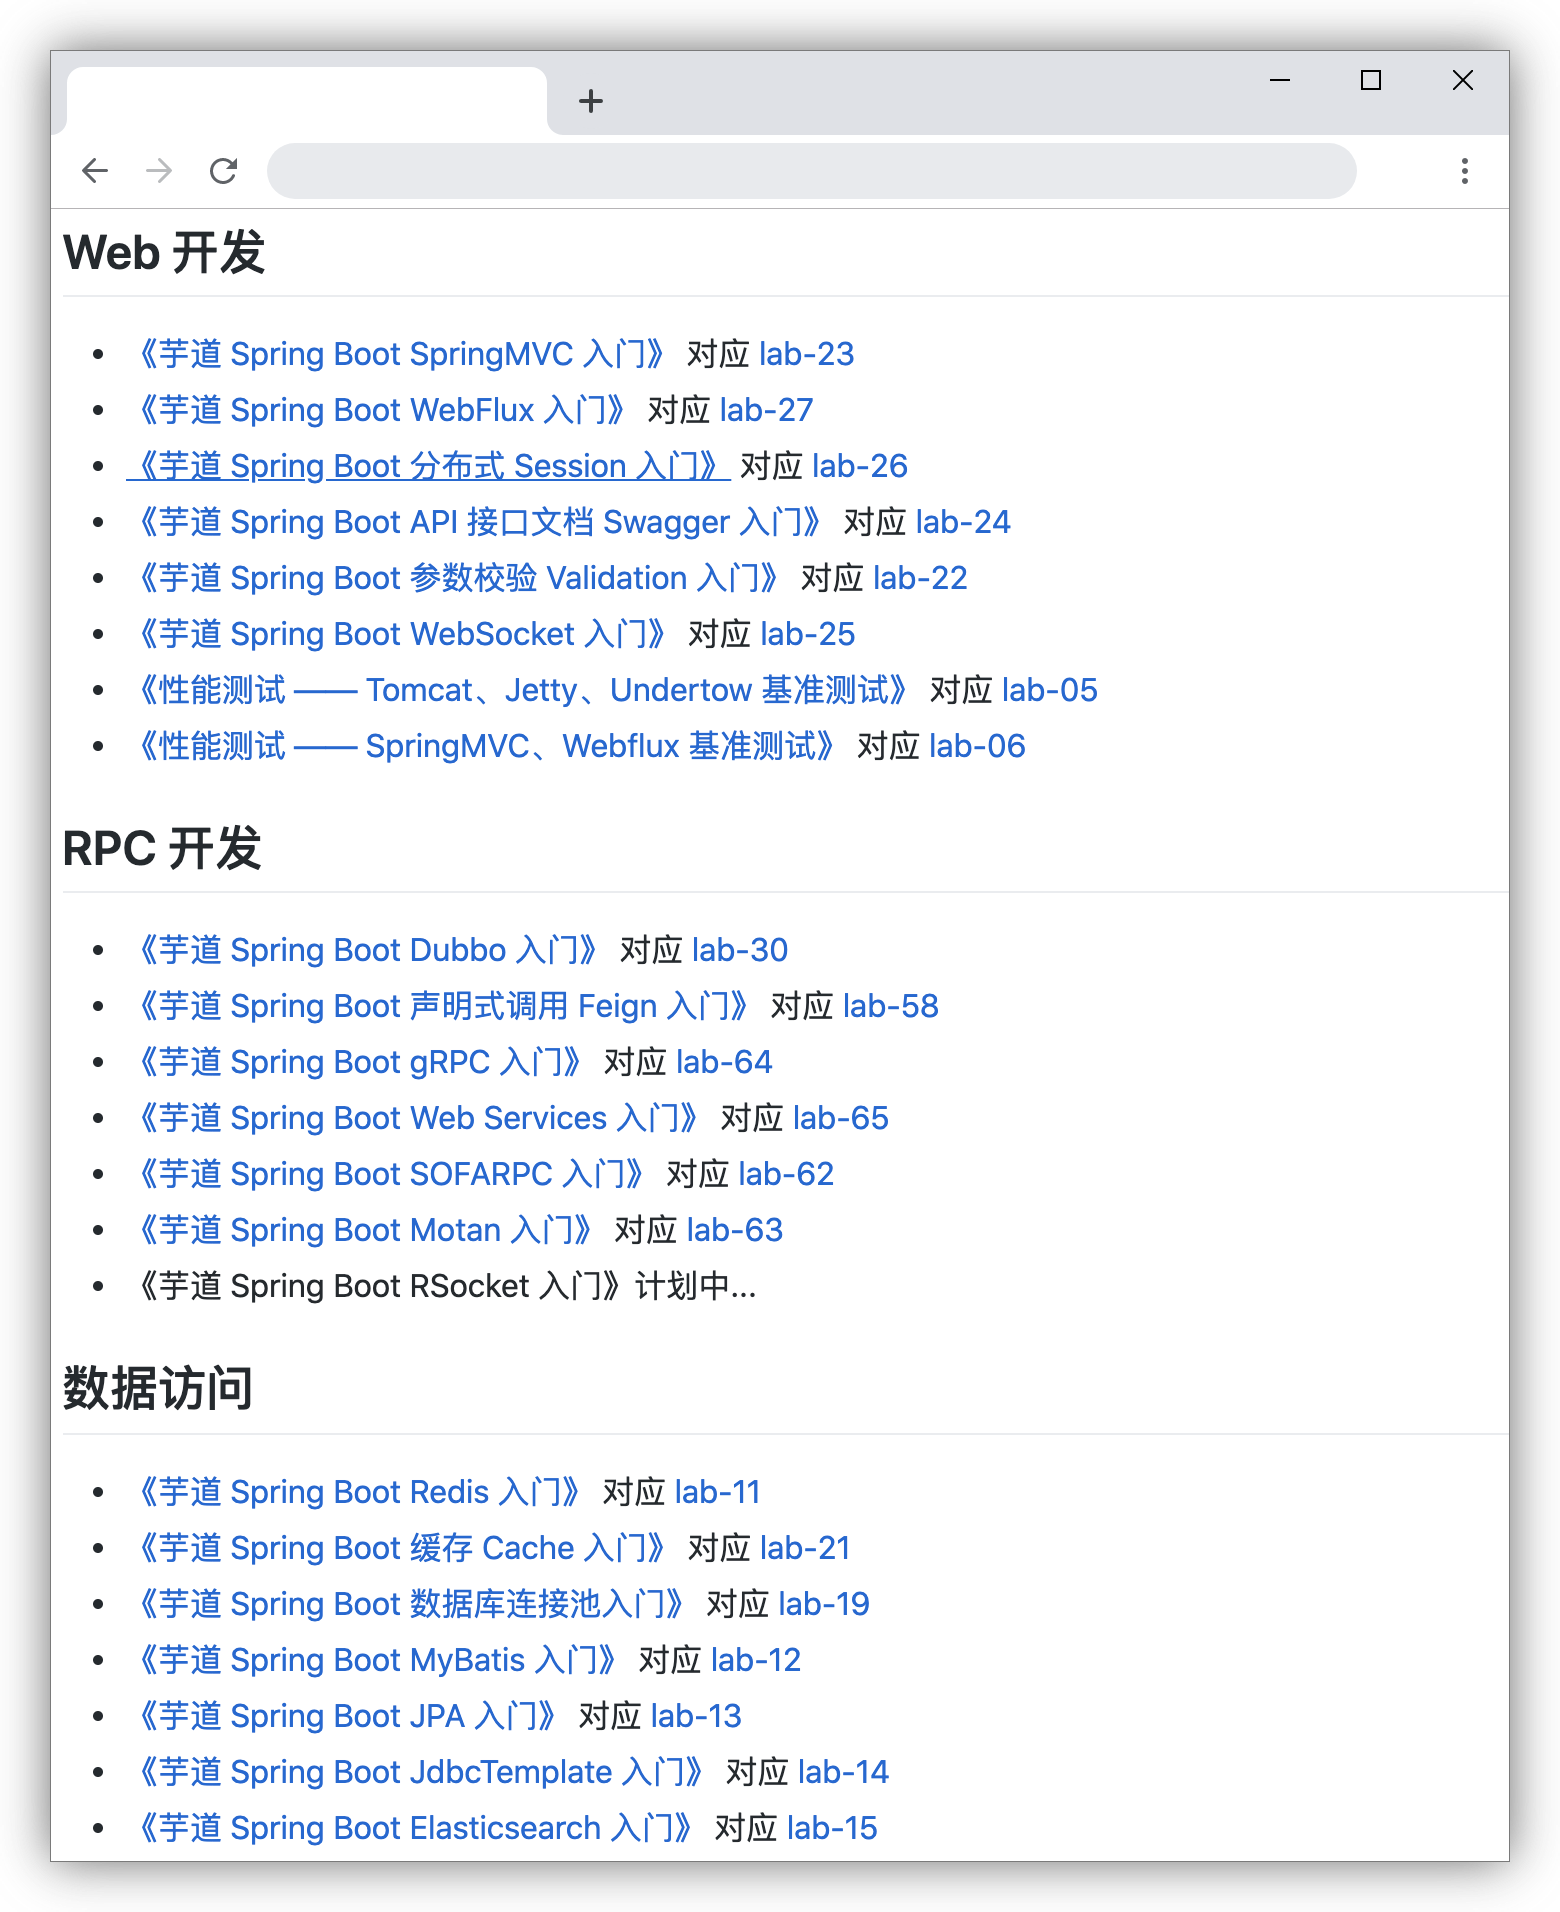 Web 开发
《芋道 Spring Boot SpringMVC 入门》 对应 lab-23
《芋道 Spring Boot WebFlux 入门》 对应 lab-27
《芋道 Spring Boot 分布式 Session 入门》 对应 lab-26
《芋道 Spring Boot API 接口文档 Swagger 入门》 对应 lab-24
《芋道 Spring Boot 参数校验 Validation 入门》 对应 lab-22
《芋道 Spring Boot WebSocket 入门》 对应 lab-25
《性能测试 —— Tomcat、Jetty、Undertow 基准测试》 对应 lab-05
《性能测试 —— SpringMVC、Webflux 基准测试》 对应 lab-06
RPC 开发
《芋道 Spring Boot Dubbo 入门》 对应 lab-30
《芋道 Spring Boot 声明式调用 Feign 入门》 对应 lab-58
《芋道 Spring Boot gRPC 入门》 对应 lab-64
《芋道 Spring Boot Web Services 入门》 对应 lab-65
《芋道 Spring Boot SOFARPC 入门》 对应 lab-62
《芋道 Spring Boot Motan 入门》 对应 lab-63
《芋道 Spring Boot RSocket 入门》计划中...
数据访问
《芋道 Spring Boot Redis 入门》 对应 lab-11
《芋道 Spring Boot 缓存 Cache 入门》 对应 lab-21
《芋道 Spring Boot 数据库连接池入门》 对应 lab-19
《芋道 Spring Boot MyBatis 入门》 对应 lab-12
《芋道 Spring Boot JPA 入门》 对应 lab-13
《芋道 Spring Boot JdbcTemplate 入门》 对应 lab-14
《芋道 Spring Boot Elasticsearch 入门》 对应 lab-15